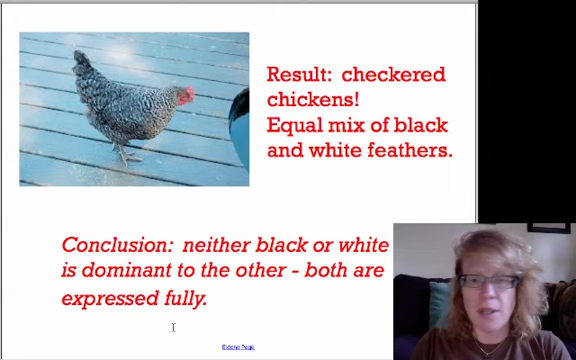 Result: checkered
chickens!
Equal mix of black
and white feathers.
Conclusion: neither black or white
is dominant to the other - both are
expressed fully.
Extend Page